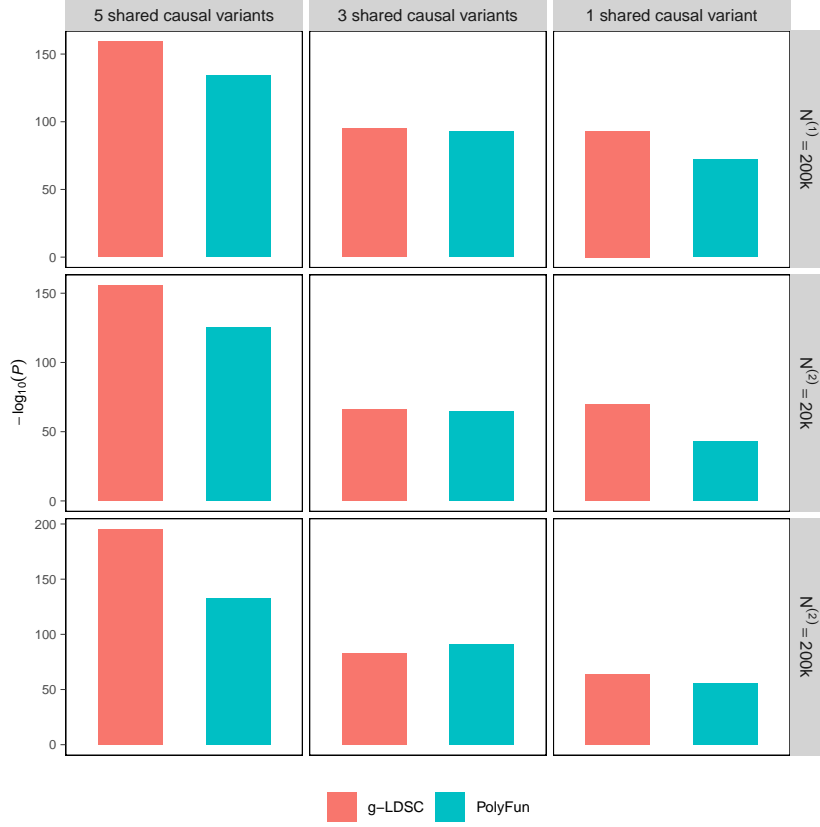 5 shared causal variants 3 shared causal variants 1 shared causal variant
150
100
50
0
N(1) = 200k
150
100
50
0
N(2) = 20k
200
150
100
50
0
N(2) = 200k
− log10(P)
g−LDSC PolyFun